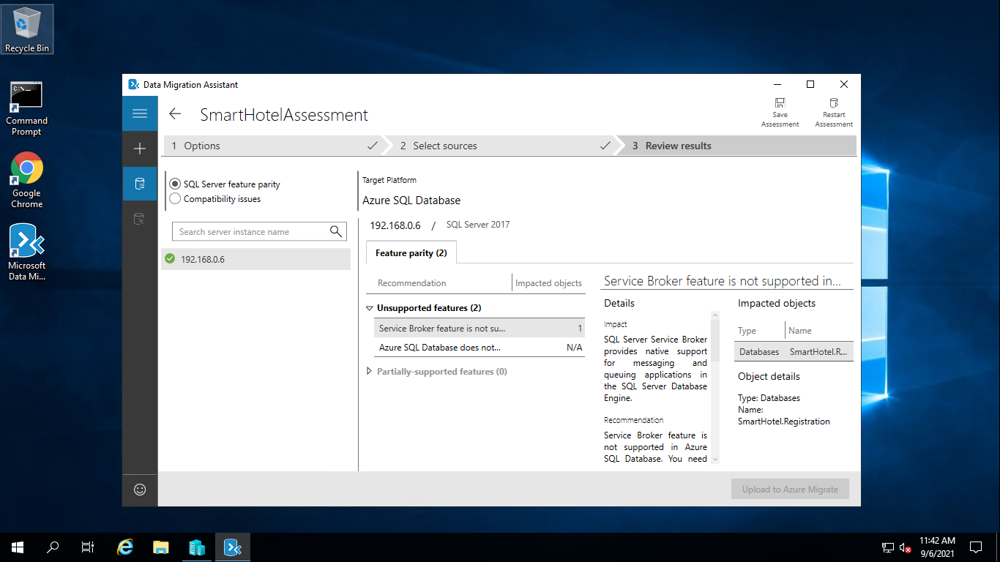 Recycle Bin
Command
Prompt
Google
Chrome
Microsoft
Data Mi...
Data Migration Assistant
SmartHotelAssessment
Save
Assessment
Restart
Assessment
1 Options
2 Select sources
3 Review results
SQL Server feature parity
Compatibility issues
Search server instance name
192.168.0.6
Target Platform
Azure SQL Database
192.168.0.6 / SQL Server 2017
Feature parity (2)
Recommendation Impacted objects
Unsupported features (2)
Service Broker feature is not su... 1
Azure SQL Database does not... N/A
Partially-supported features (0)
Service Broker feature is not supported in...
Details
Impact
SQL Server Service Broker
provides native support
for messaging and
queuing applications in
the SQL Server Database
Engine.
Recommendation
Service Broker feature is
not supported in Azure
SQL Database. You need
Impacted objects
Type Name
Databases SmartHotel.R...
Object details
Type: Databases
Name:
SmartHotel.Registration
Upload to Azure Migrate
11:42 AM
9/6/2021